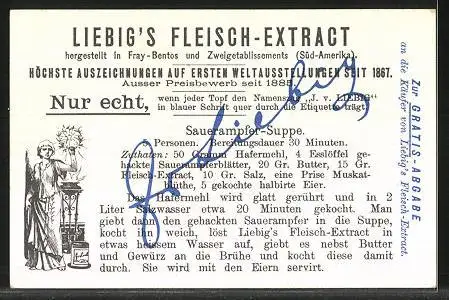 LIEBIG'S FLEISCH-EXTRACT
hergestellt in Fray-Bentos und Zweigetablissements (Süd-Amerika).
HÖCHSTE AUSZEICHNUNGEN AUF ERSTEN WELTAUSSTELLUNGEN SEIT 1867.
Ausser Preisbewerb seit 1885.
Nur echt,
wenn jeder Topf den Namenszug "J. v. LIEBIG"
in blauer Schrift quer durch die Etiquette trägt.
J. v. Liebig
Sauerampfer-Suppe.
Personen. Bereitungsdauer 30 Minuten.
Zuthaten: 50 Gramm Hafermehl, 4 Esslöffel ge-
hackte Sauerampferblätter, 20 Gr. Butter, 15 Gr.
Fleisch-Extract, 10 Gr. Salz, eine Prise Muskat-
blüthe, 5 gekochte halbirte Eier.
Das Hafermehl wird glatt gerührt und in 2
Liter Salzwasser etwa 20 Minuten gekocht. Man
giebt dann den gehackten Sauerampfer in die Suppe,
kocht ihn weich, löst Liebig's Fleisch-Extract in
etwas heissem Wasser auf, giebt es nebst Butter
und Gewürz an die Brühe und kocht diese damit
durch. Sie wird mit den Eiern servirt.
Zur GRATIS-ABGABE
an die Käufer von Liebig's Fleisch Extract.